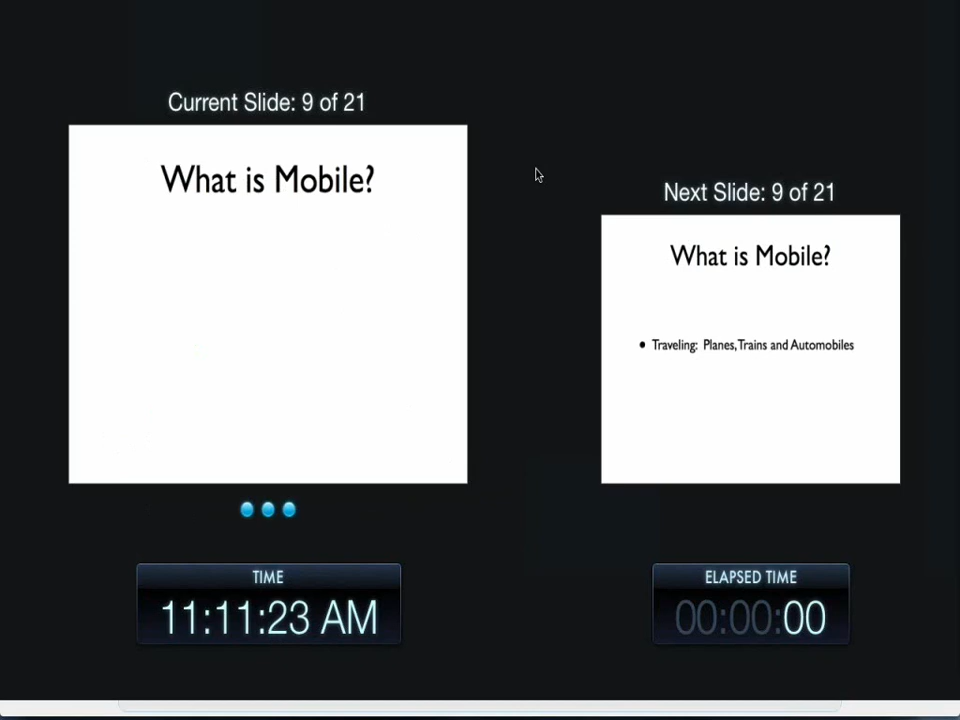 Current Slide: 9 of 21
What is Mobile?
Next Slide: 9 of 21
What is Mobile?
• Traveling: Planes, Trains and Automobiles
TIME
11:11:23 AM
ELAPSED TIME
00:00:00